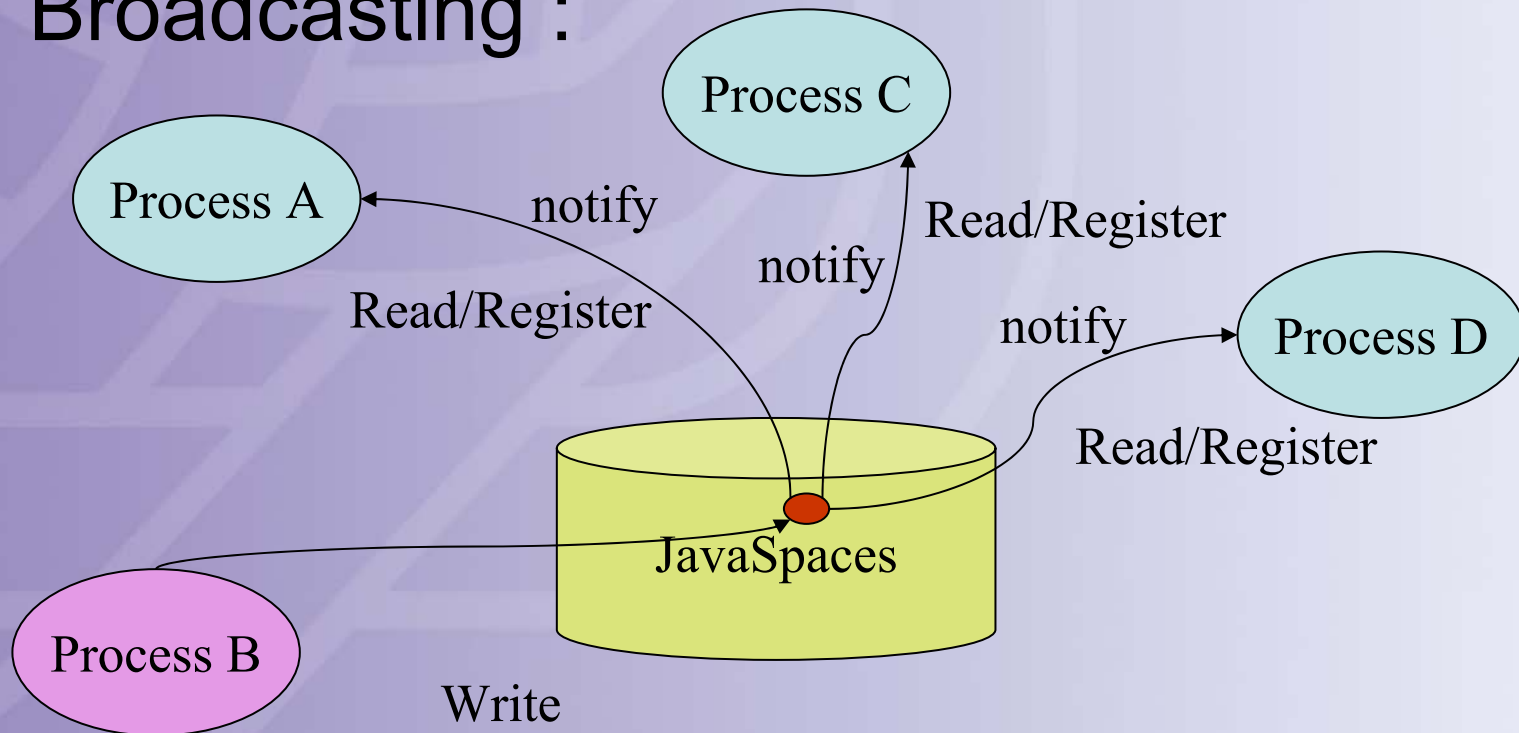 Broadcasting :
Process C
Process A
notify
Read/Register
notify
Read/Register
notify
Process D
Read/Register
JavaSpaces
Process B
Write